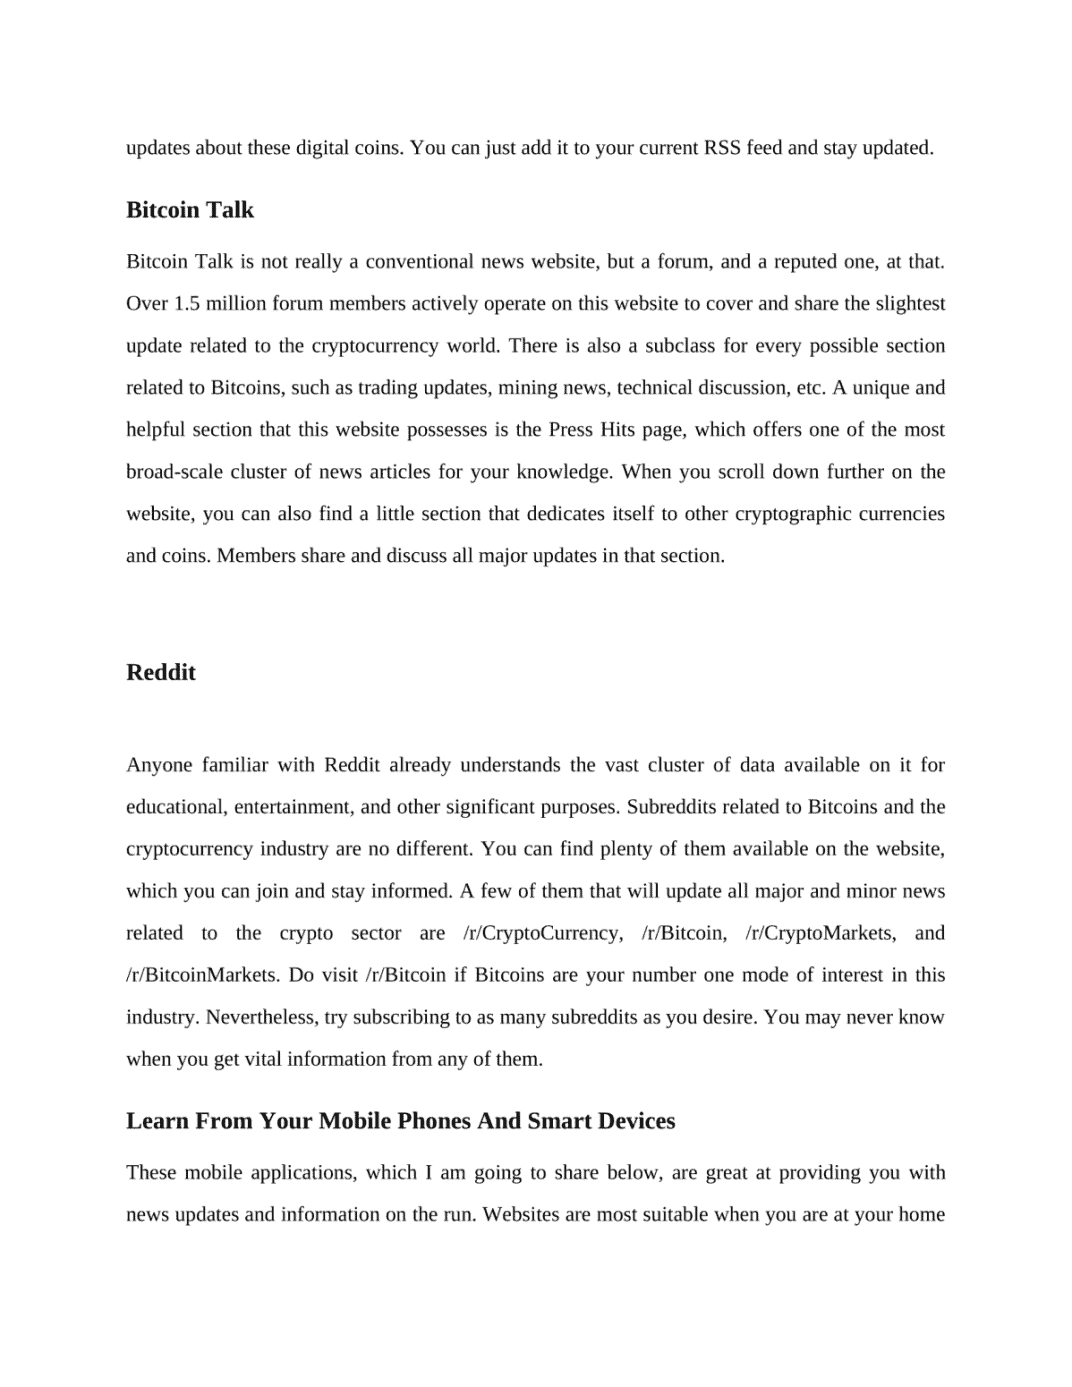 updates about these digital coins. You can just add it to your current RSS feed and stay updated.
Bitcoin Talk
Bitcoin Talk is not really a conventional news website, but a forum, and a reputed one, at that.
Over 1.5 million forum members actively operate on this website to cover and share the slightest
update related to the cryptocurrency world. There is also a subclass for every possible section
related to Bitcoins, such as trading updates, mining news, technical discussion, etc. A unique and
helpful section that this website possesses is the Press Hits page, which offers one of the most
broad-scale cluster of news articles for your knowledge. When you scroll down further on the
website, you can also find a little section that dedicates itself to other cryptographic currencies
and coins. Members share and discuss all major updates in that section.
Reddit
Anyone familiar with Reddit already understands the vast cluster of data available on it for
educational, entertainment, and other significant purposes. Subreddits related to Bitcoins and the
cryptocurrency industry are no different. You can find plenty of them available on the website,
which you can join and stay informed. A few of them that will update all major and minor news
related to the crypto sector are /r/CryptoCurrency, /r/Bitcoin, /r/CryptoMarkets, and
/r/BitcoinMarkets. Do visit /r/Bitcoin if Bitcoins are your number one mode of interest in this
industry. Nevertheless, try subscribing to as many subreddits as you desire. You may never know
when you get vital information from any of them.
Learn From Your Mobile Phones And Smart Devices
These mobile applications, which I am going to share below, are great at providing you with
news updates and information on the run. Websites are most suitable when you are at your home